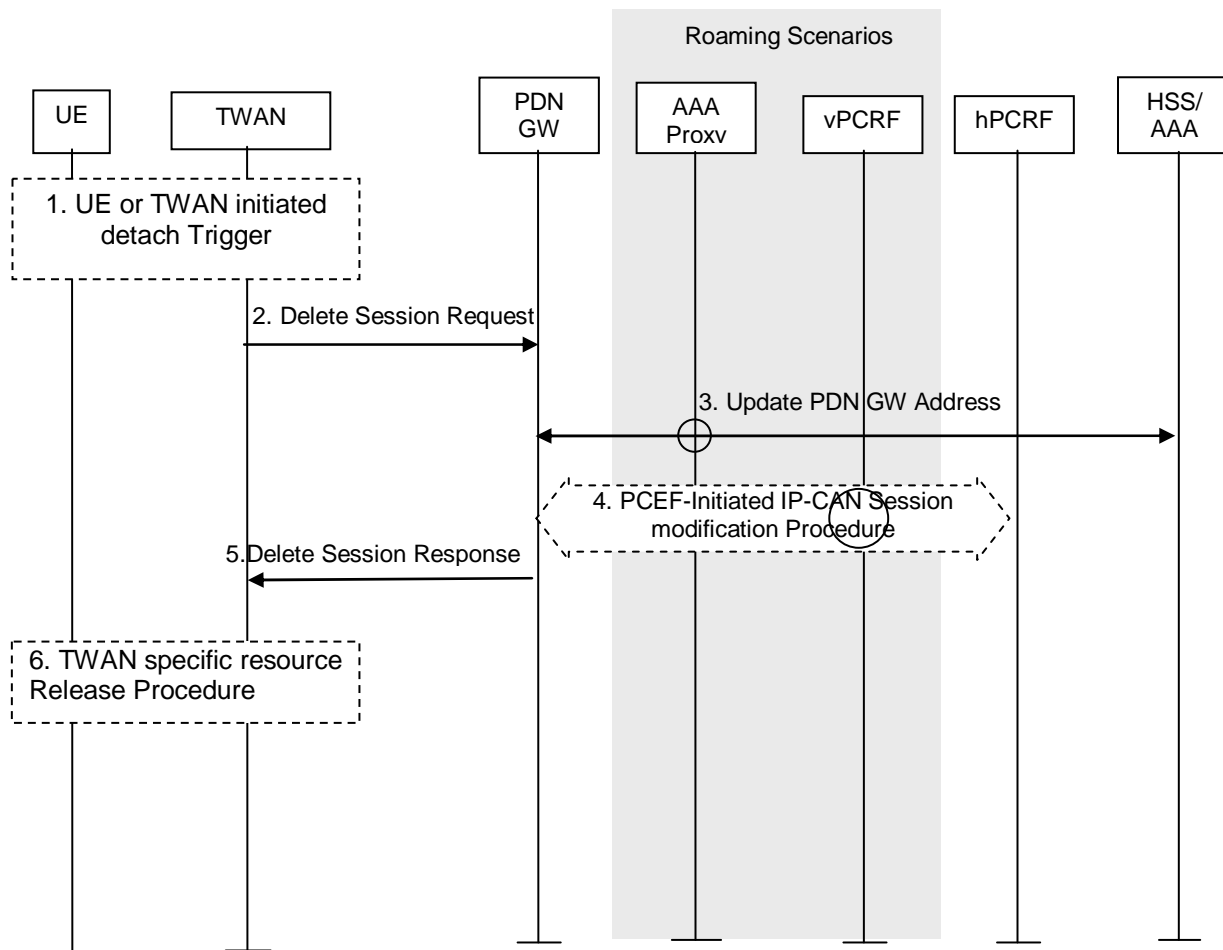 Roaming Scenarios
UE
TWAN
PDN
GW
AAA
Proxv
vPCRF
hPCRF
HSS/
AAA
1. UE or TWAN initiated
detach Trigger
2. Delete Session Request
3. Update PDN GW Address
4. PCEF-Initiated IP-CAN Session
modification Procedure
5.Delete Session Response
6. TWAN specific resource
Release Procedure